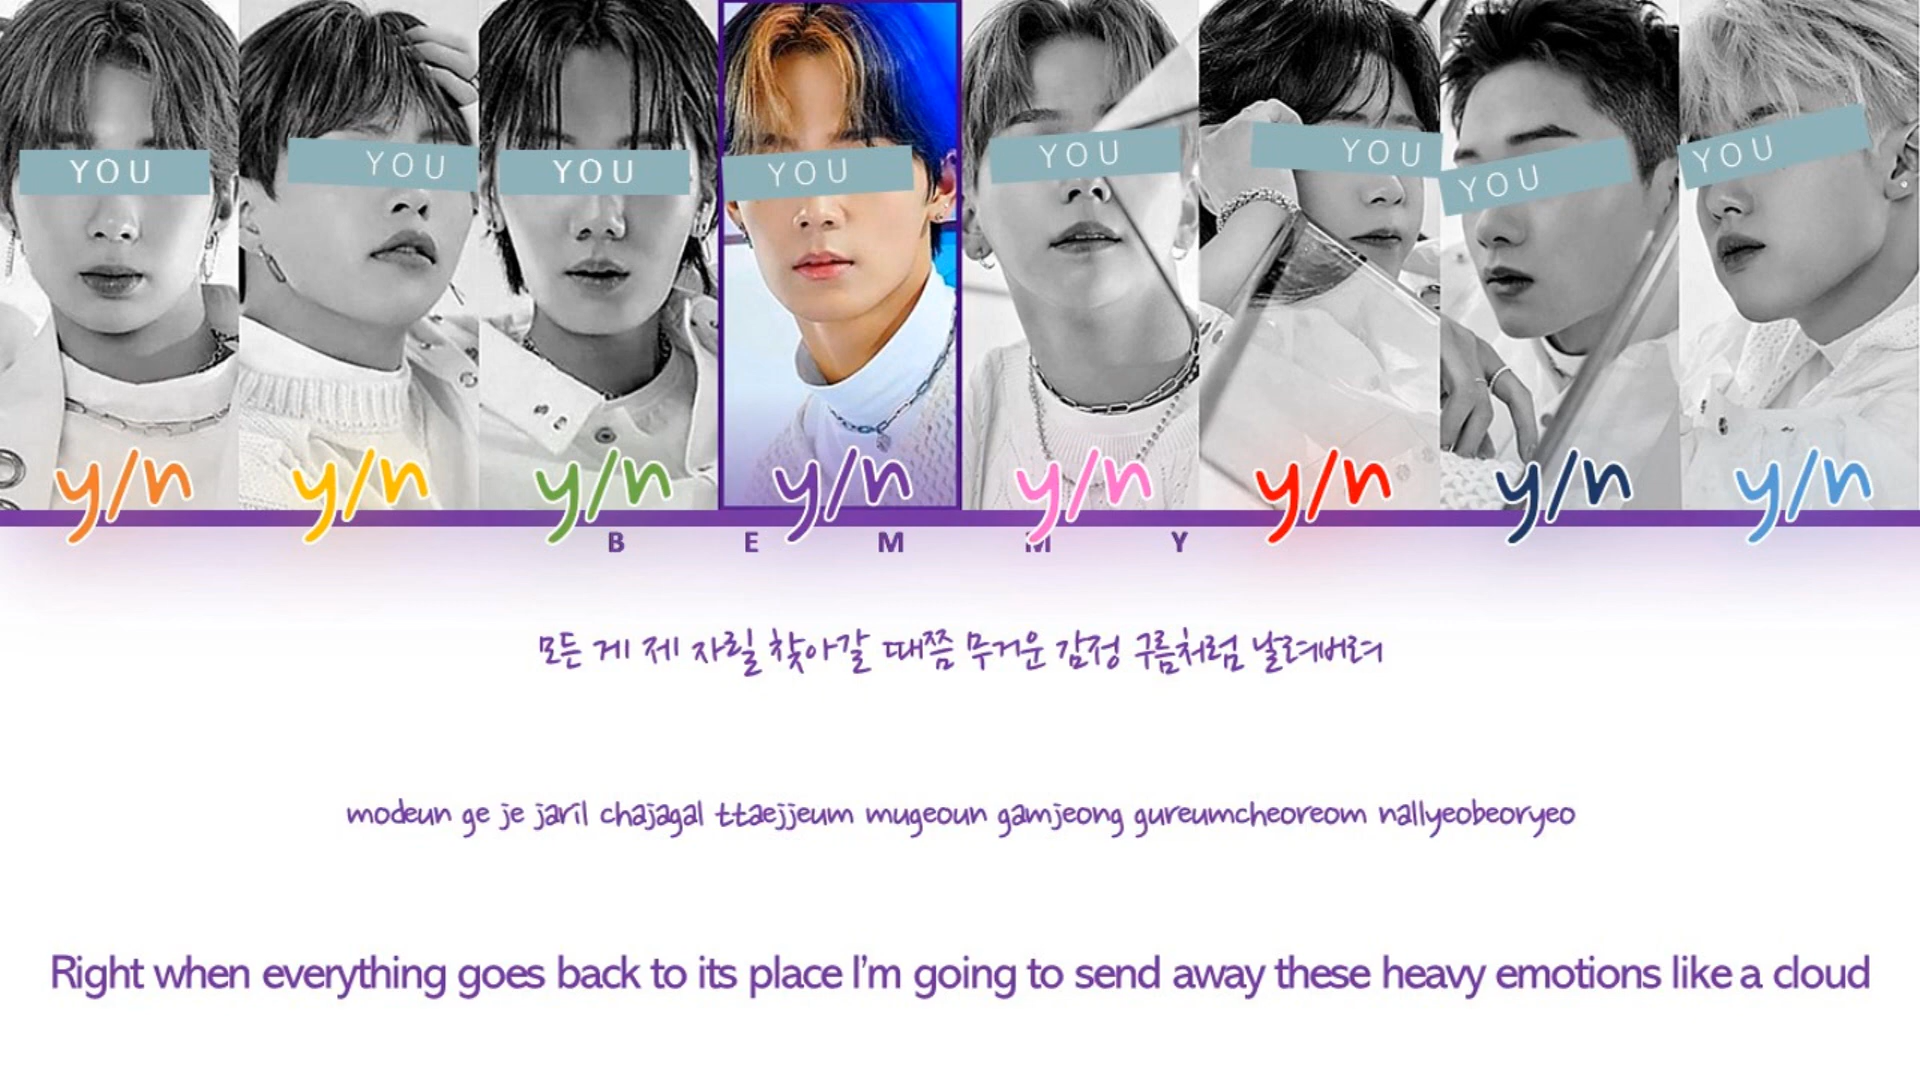 YOU YOU YOU YOU YOU YOU YOU YOU
y/n y/n y/n y/n y/n y/n y/n y/n
B E M M Y
모든 게 제 자릴 찾아갈 때쯤 무거운 감정 구름처럼 날려버려
modeun ge je jaril chajagal ttaejjeum mugeoun gamjeong gureumcheoreom nallyeobeoryeo
Right when everything goes back to its place I'm going to send away these heavy emotions like a cloud